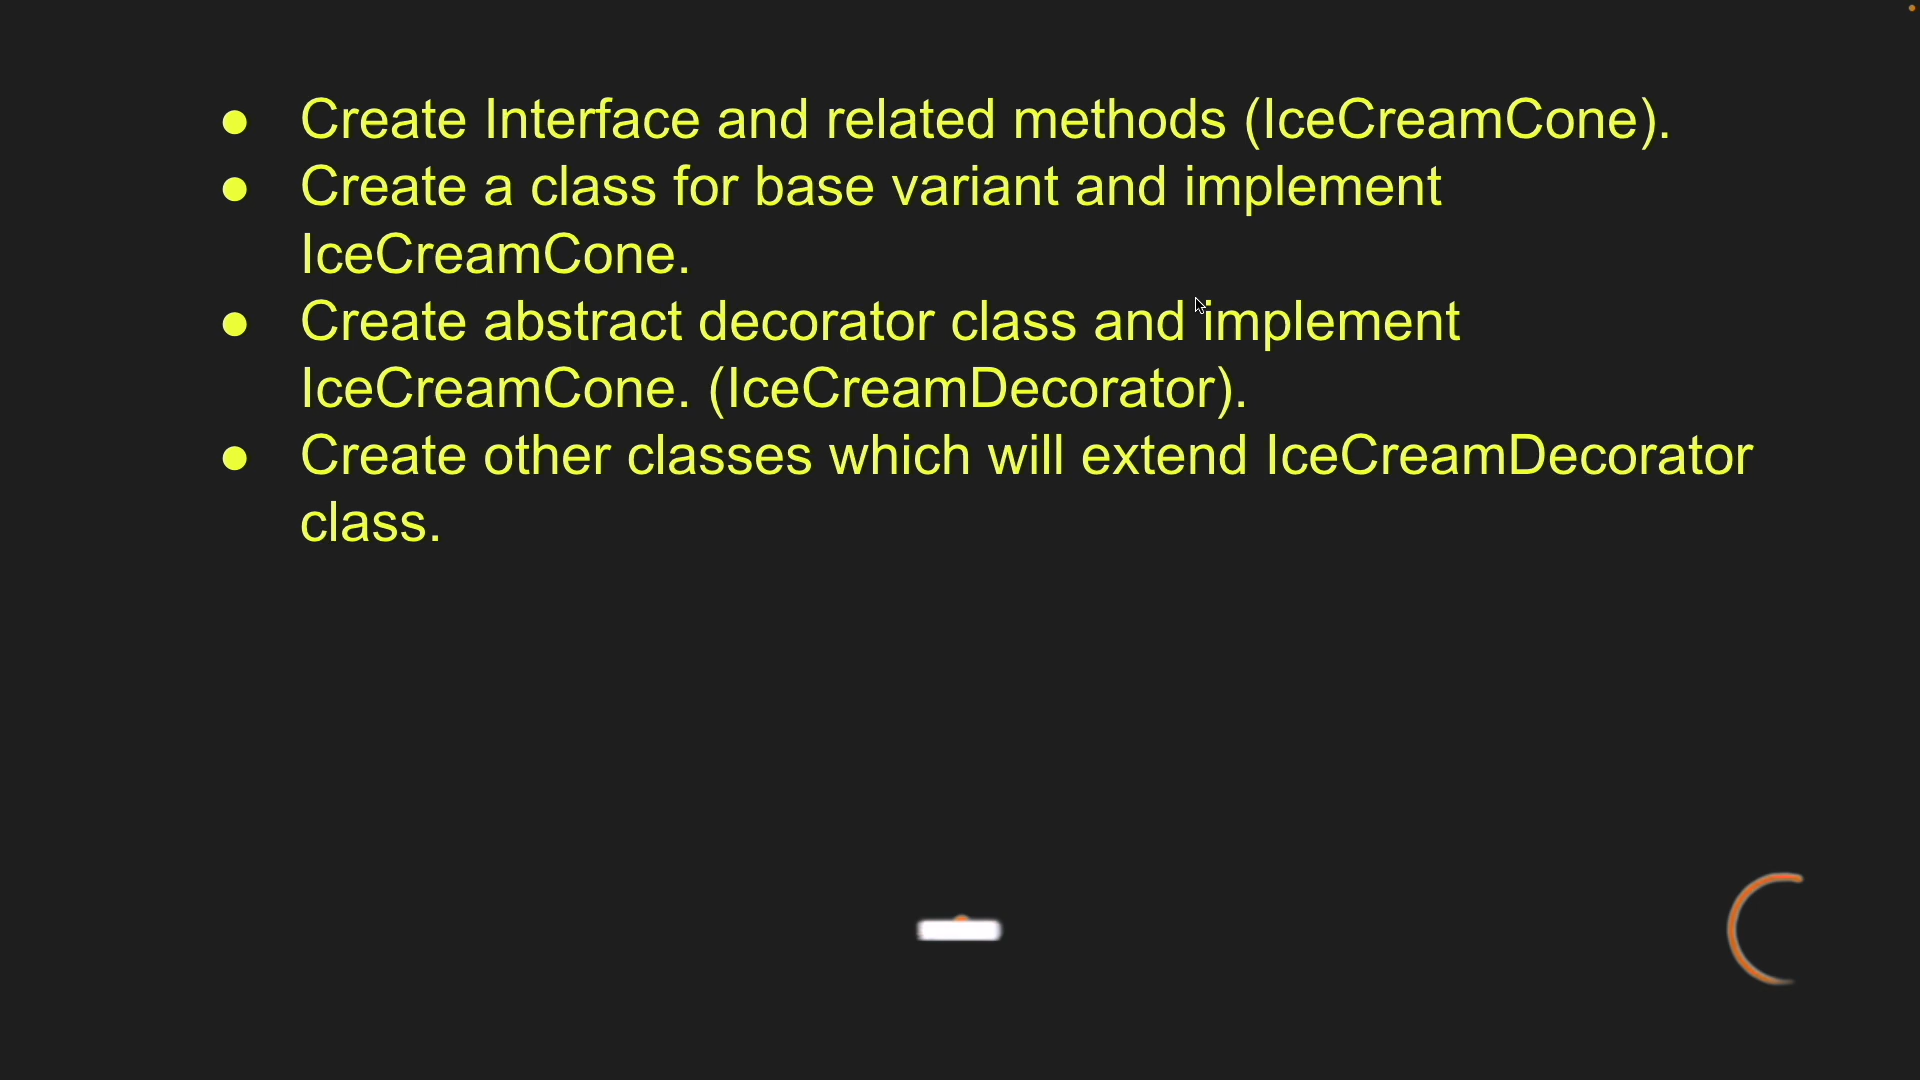 ● Create Interface and related methods (IceCreamCone).
● Create a class for base variant and implement
IceCreamCone.
● Create abstract decorator class and implement
IceCreamCone. (IceCreamDecorator).
● Create other classes which will extend IceCreamDecorator
class.